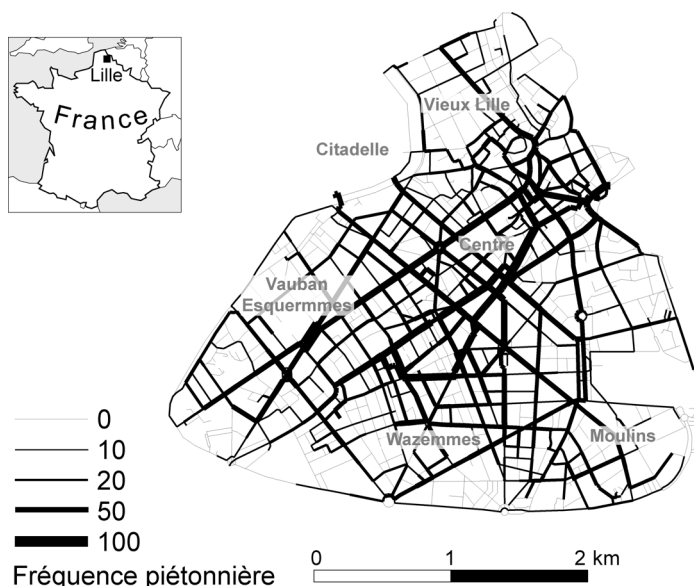 Lille
France
Vieux Lille
Citadelle
Centre
Vauban
Esquermmes
Wazemmes
Moulins
0
10
20
50
100
Fréquence piétonnière
0 1 2 km